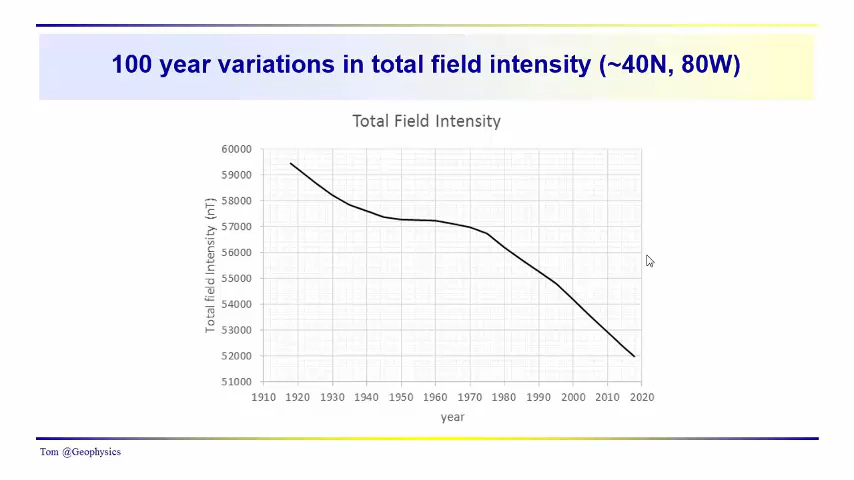 100 year variations in total field intensity (~40N, 80W)
Total Field Intensity
Total field Intensity (nT)
60000
59000
58000
57000
56000
55000
54000
53000
52000
51000
1910 1920 1930 1940 1950 1960 1970 1980 1990 2000 2010 2020
year
Tom @Geophysics